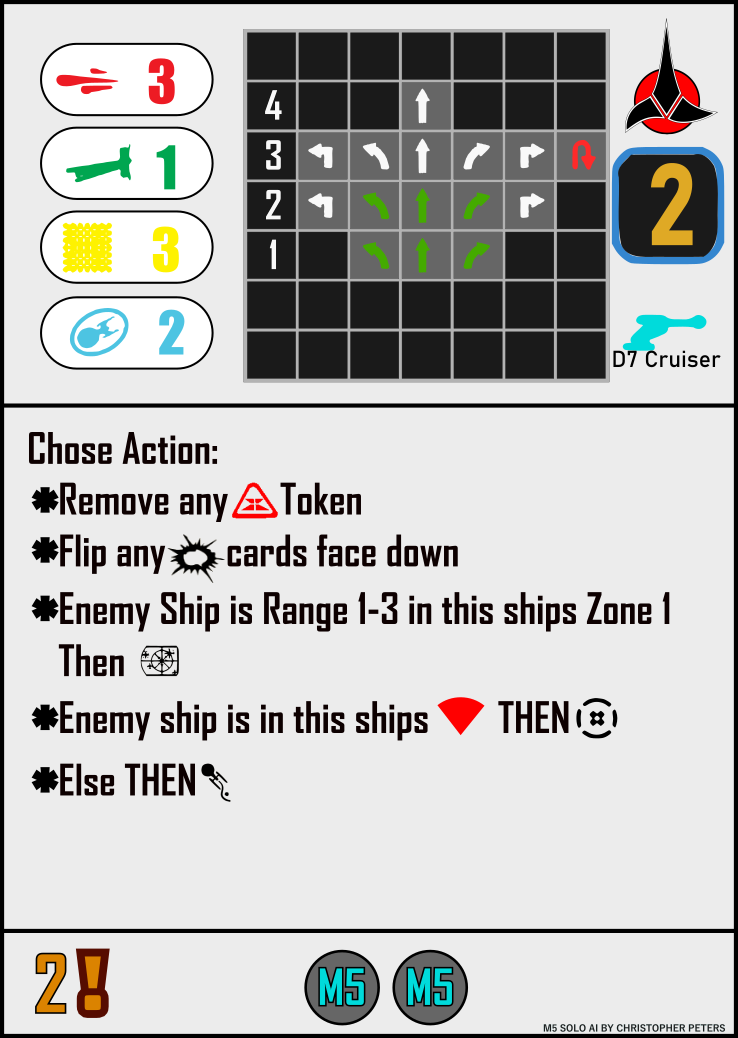 3
1
3
2
4
3
2
1
2
D7 Cruiser
Chose Action:
Remove any Token
Flip any cards face down
Enemy Ship is Range 1-3 in this ships Zone 1
Then
Enemy ship is in this ships THEN
Else THEN
2!
M5 M5
M5 SOLO AI BY CHRISTOPHER PETERS